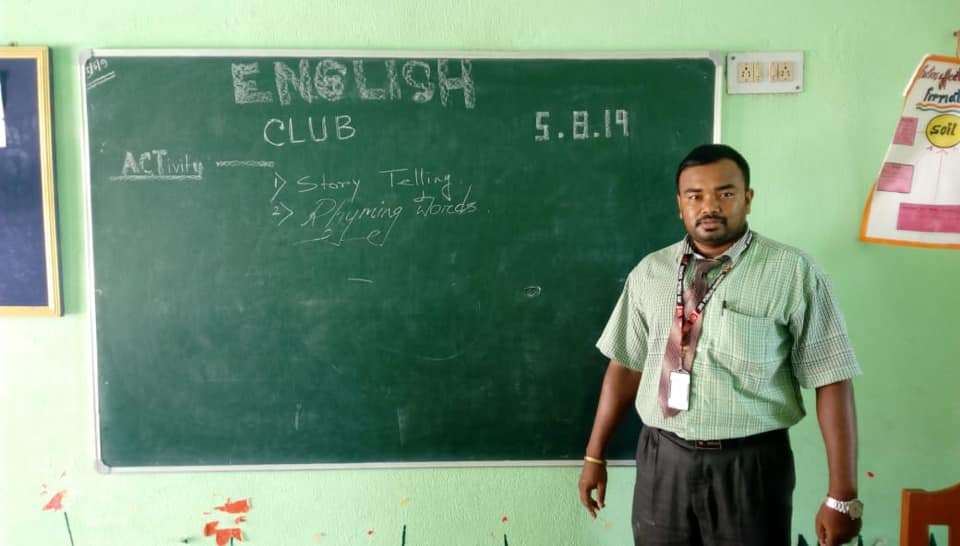 ENGLISH
CLUB
5.8.19
ACTivity
1) Story Telling.
2) Rhyming Words.
soil